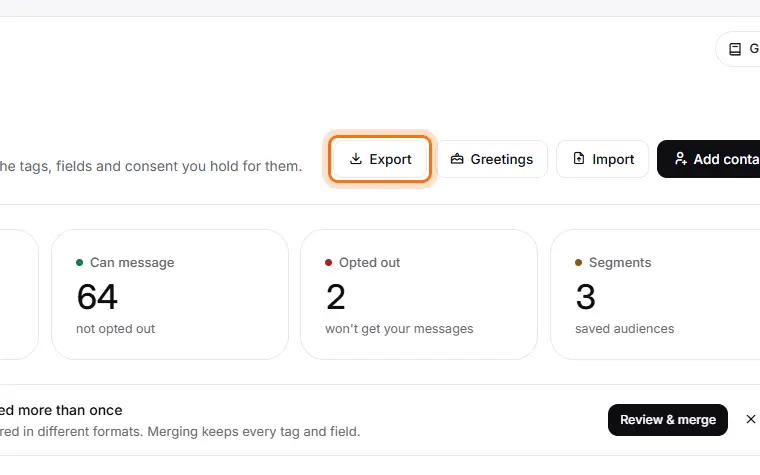 G
he tags, fields and consent you hold for them.
Export
Greetings
Import
Add conta
Can message
64
not opted out
Opted out
2
won't get your messages
Segments
3
saved audiences
ed more than once
red in different formats. Merging keeps every tag and field.
Review & merge